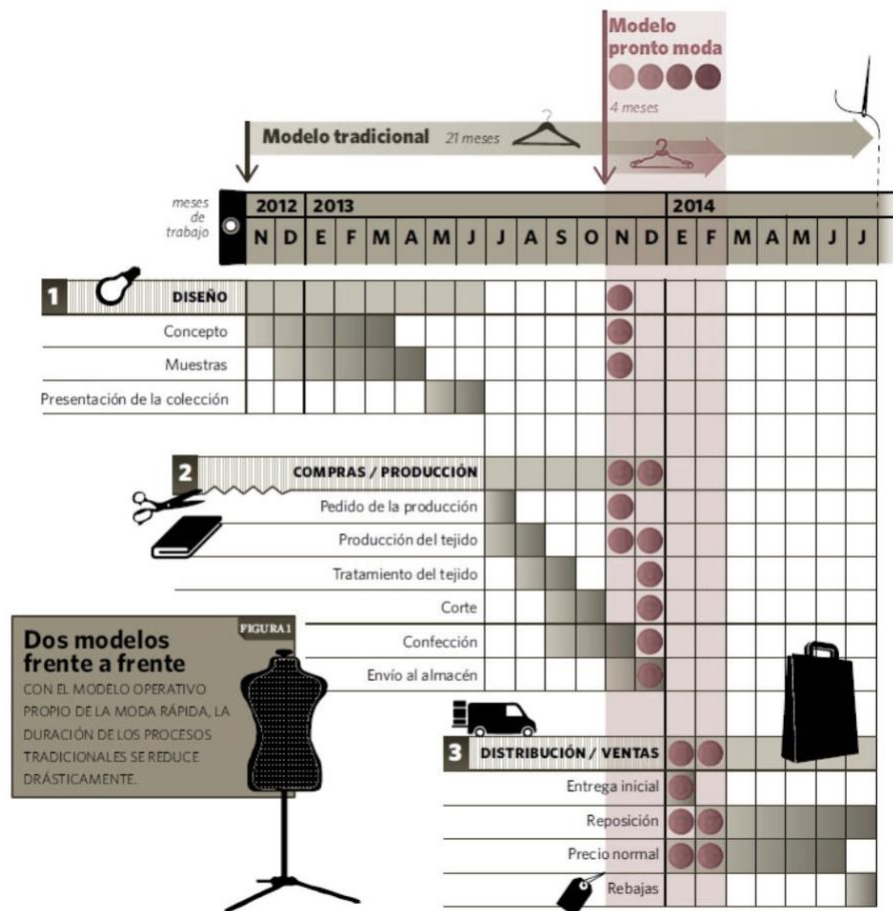 Modelo
pronto moda
4 meses
Modelo tradicional 21 meses
meses
de
trabajo
2012 2013 2014
N D E F M A M J J A S O N D E F M A M J J
1 DISEÑO
Concepto
Muestras
Presentación de la colección
2 COMPRAS / PRODUCCIÓN
Pedido de la producción
Producción del tejido
Tratamiento del tejido
Corte
Confección
Envío al almacén
FIGURA 1
Dos modelos
frente a frente
CON EL MODELO OPERATIVO
PROPIO DE LA MODA RÁPIDA, LA
DURACIÓN DE LOS PROCESOS
TRADICIONALES SE REDUCE
DRÁSTICAMENTE.
3 DISTRIBUCIÓN / VENTAS
Entrega inicial
Reposición
Precio normal
Rebajas